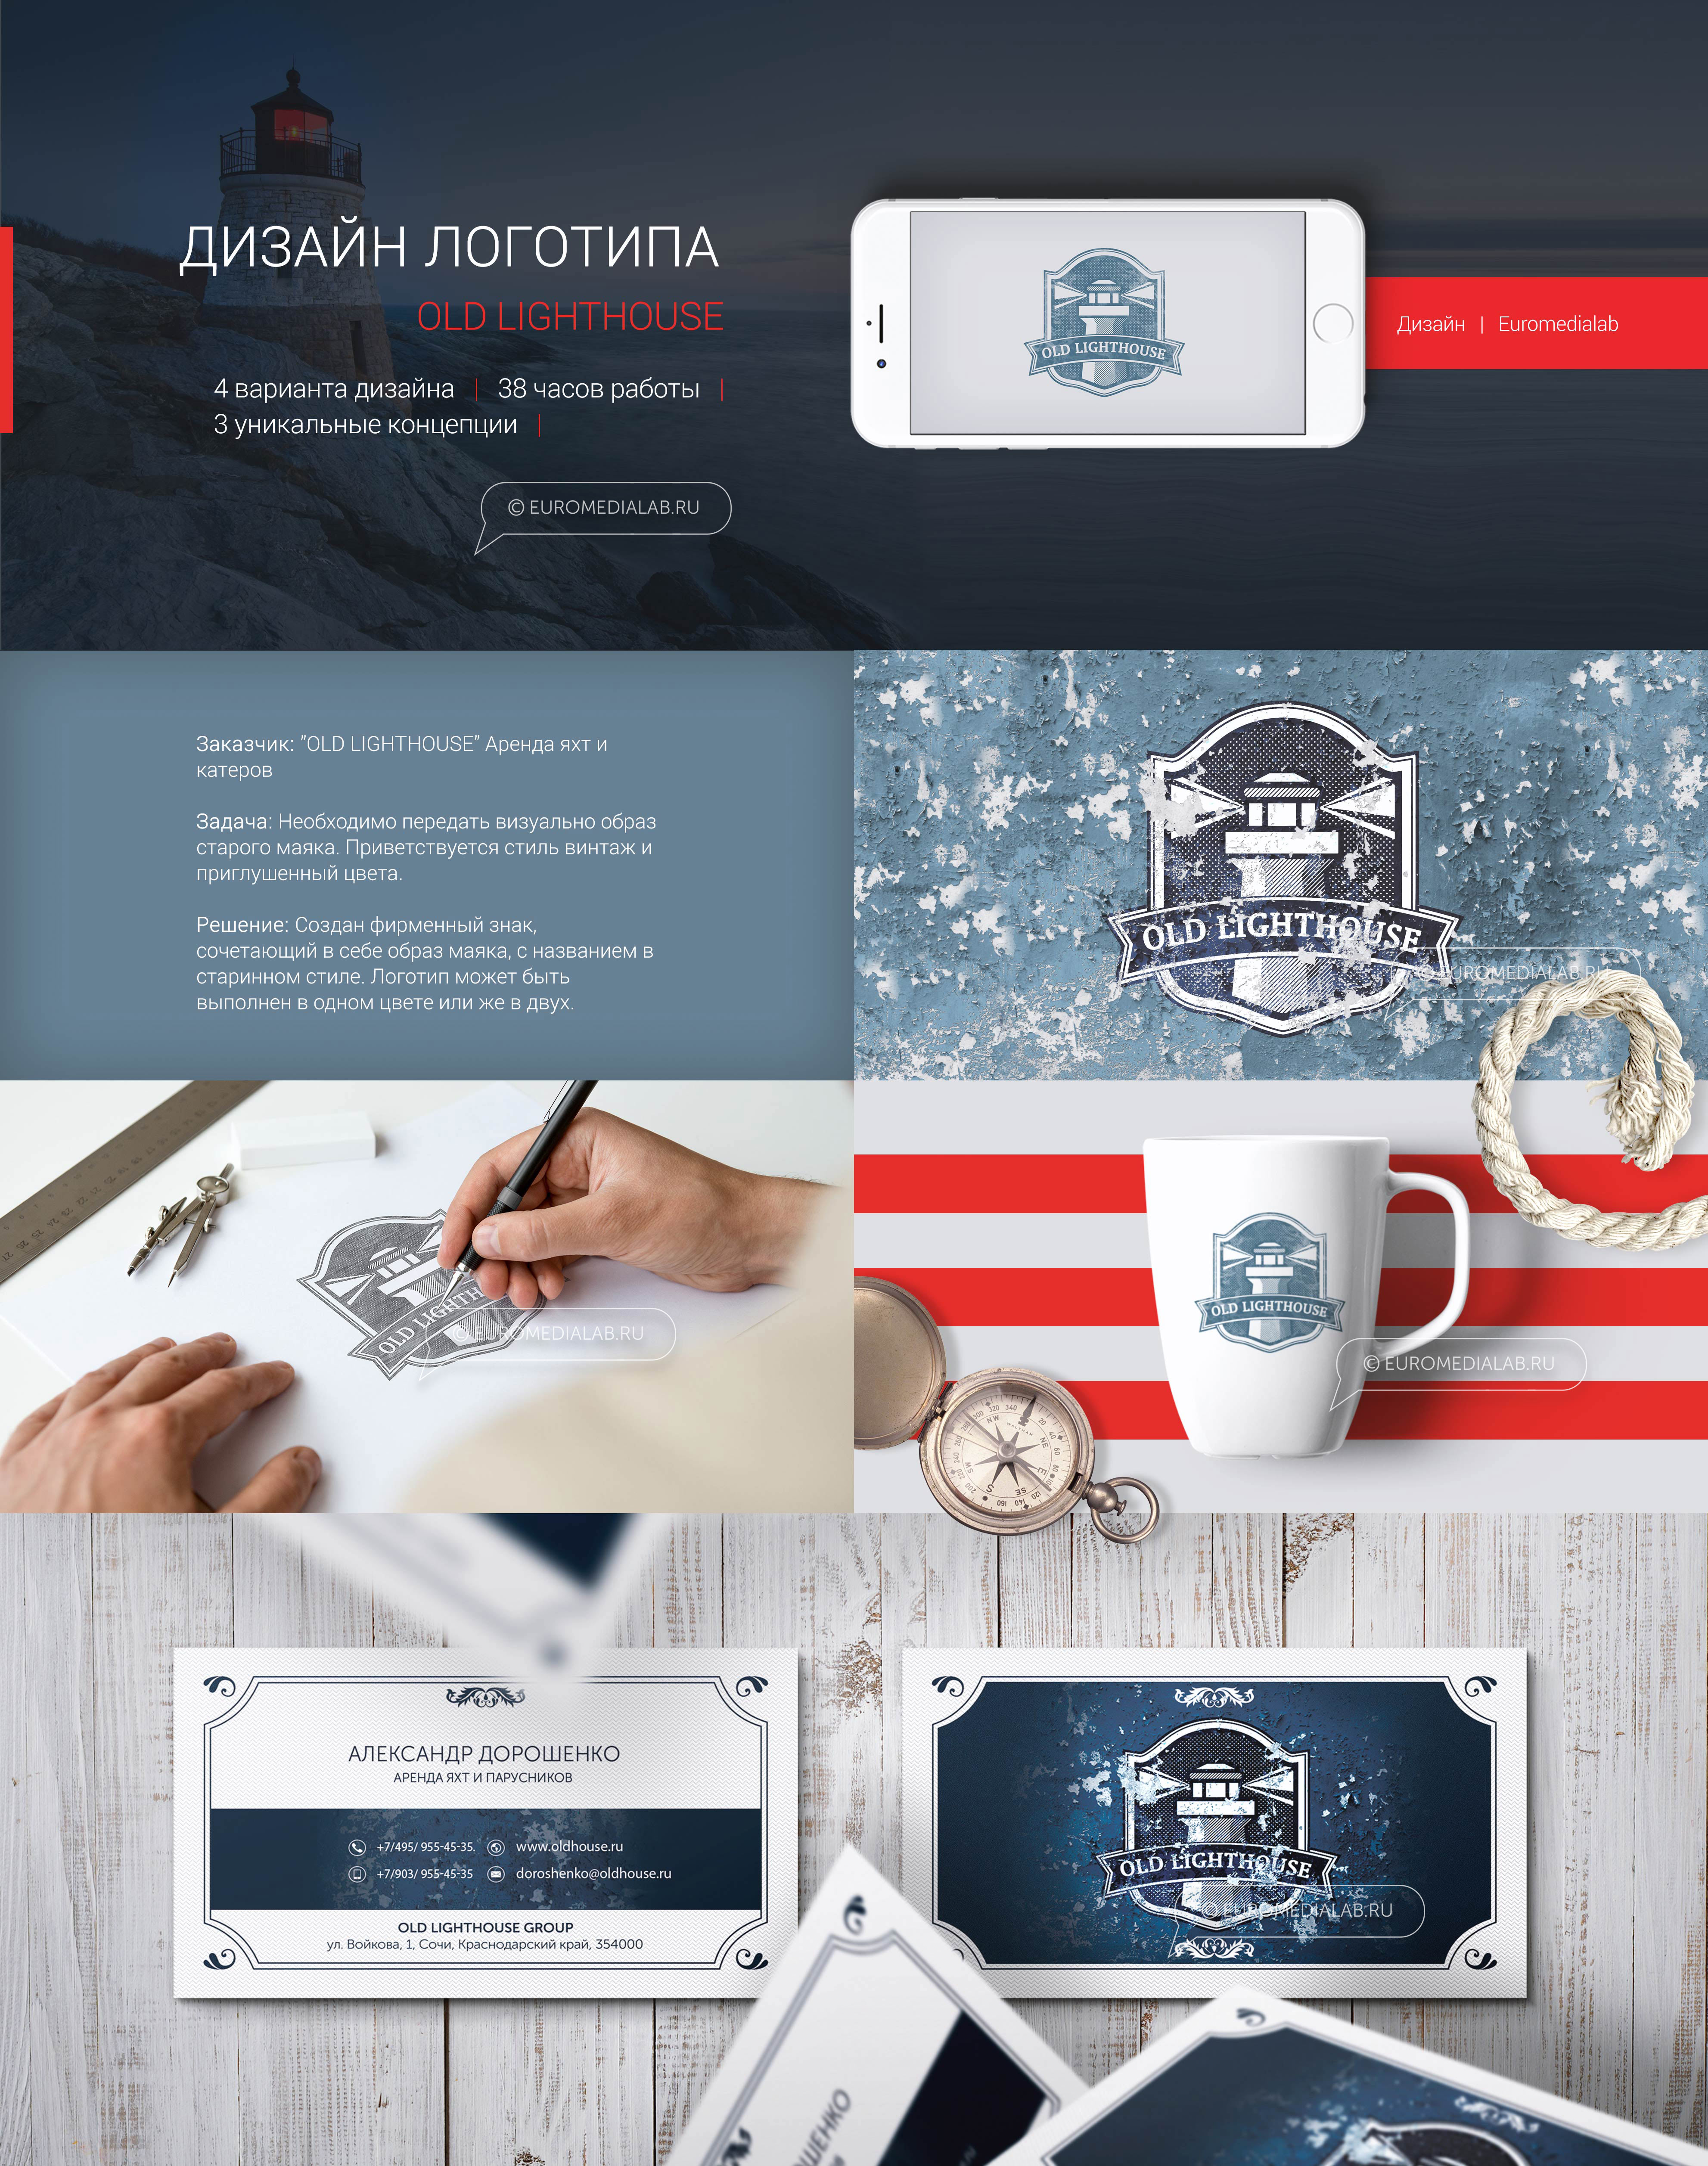 ДИЗАЙН ЛОГОТИПА
OLD LIGHTHOUSE
4 варианта дизайна | 38 часов работы |
3 уникальные концепции |
© EUROMEDIALAB.RU
OLD LIGHTHOUSE
Дизайн | Euromedialab
Заказчик: "OLD LIGHTHOUSE" Аренда яхт и
катеров
Задача: Необходимо передать визуально образ
старого маяка. Приветствуется стиль винтаж и
приглушенный цвета.
Решение: Создан фирменный знак,
сочетающий в себе образ маяка, с названием в
старинном стиле. Логотип может быть
выполнен в одном цвете или же в двух.
OLD LIGHTHOUSE
© EUROMEDIALAB.RU
OLD LIGHTH
© EUROMEDIALAB.RU
OLD LIGHTHOUSE
© EUROMEDIALAB.RU
АЛЕКСАНДР ДОРОШЕНКО
АРЕНДА ЯХТ И ПАРУСНИКОВ
+7/495/ 955-45-35. www.oldhouse.ru
+7/903/ 955-45-35 doroshenko@oldhouse.ru
OLD LIGHTHOUSE GROUP
ул. Войкова, 1, Сочи, Краснодарский край, 354000
OLD LIGHTHOUSE
© EUROMEDIALAB.RU
ШЕНКО